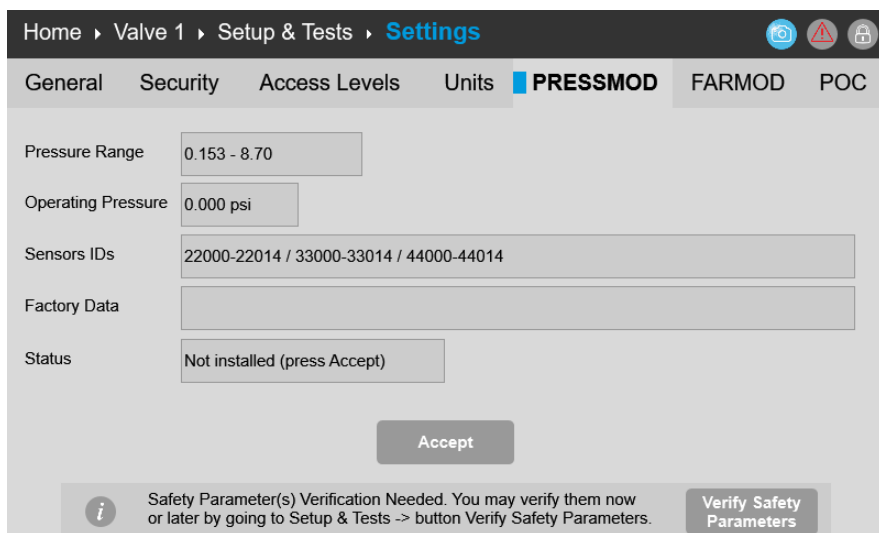 Home ▸ Valve 1 ▸ Setup & Tests ▸ Settings
General Security Access Levels Units PRESSMOD FARMOD POC
Pressure Range 0.153 - 8.70
Operating Pressure 0.000 psi
Sensors IDs 22000-22014 / 33000-33014 / 44000-44014
Factory Data
Status Not installed (press Accept)
Accept
Safety Parameter(s) Verification Needed. You may verify them now
or later by going to Setup & Tests -> button Verify Safety Parameters.
Verify Safety
Parameters